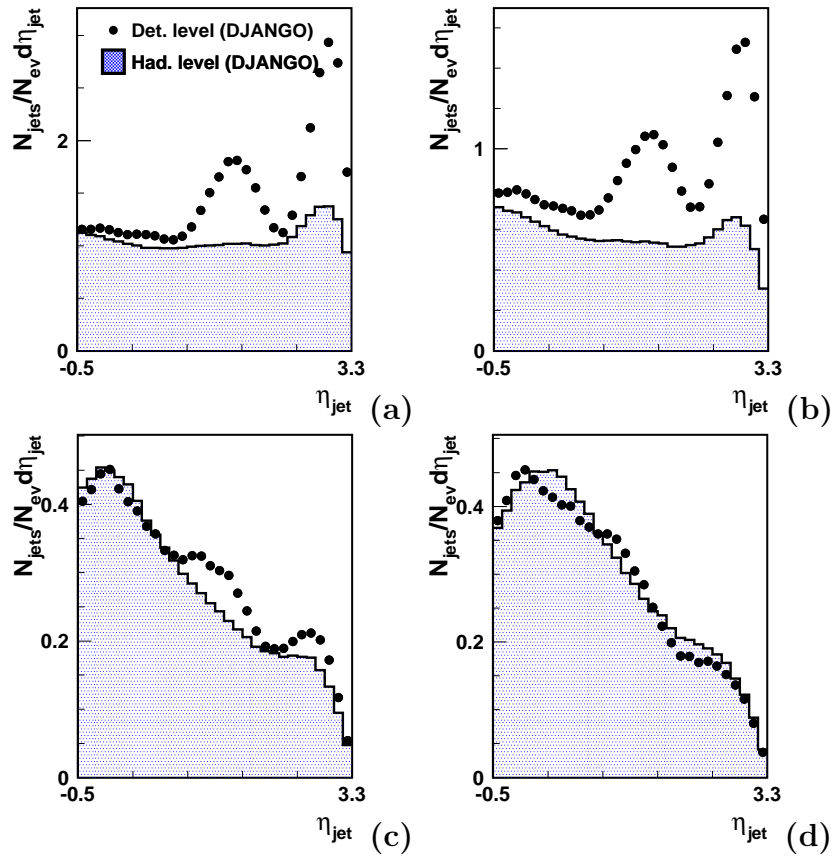 N_jets/N_ev dη_jet
● Det. level (DJANGO)
Had. level (DJANGO)
2
0
-0.5 3.3
η_jet (a)
N_jets/N_ev dη_jet
1
0
-0.5 3.3
η_jet (b)
N_jets/N_ev dη_jet
0.4
0.2
0
-0.5 3.3
η_jet (c)
N_jets/N_ev dη_jet
0.4
0.2
0
-0.5 3.3
η_jet (d)